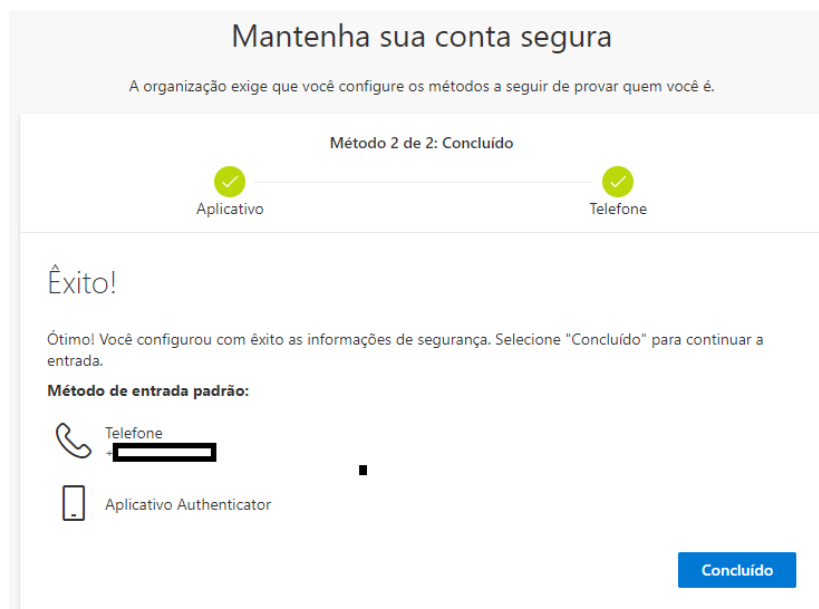 Mantenha sua conta segura
A organização exige que você configure os métodos a seguir de provar quem você é.
Método 2 de 2: Concluído
Aplicativo
Telefone
Êxito!
Ótimo! Você configurou com êxito as informações de segurança. Selecione "Concluído" para continuar a
entrada.
Método de entrada padrão:
Telefone
+
Aplicativo Authenticator
Concluído